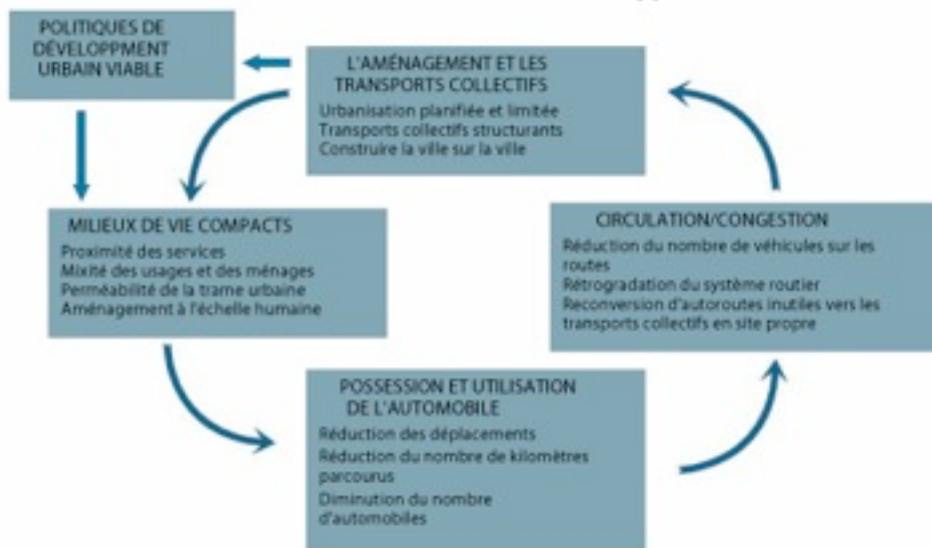 POLITIQUES DE
DÉVELOPPMENT
URBAIN VIABLE
L'AMÉNAGEMENT ET LES
TRANSPORTS COLLECTIFS
Urbanisation planifiée et limitée
Transports collectifs structurants
Construire la ville sur la ville
MILIEUX DE VIE COMPACTS
Proximité des services
Mixité des usages et des ménages
Perméabilité de la trame urbaine
Aménagement à l'échelle humaine
CIRCULATION/CONGESTION
Réduction du nombre de véhicules sur les
routes
Rétrogradation du système routier
Reconversion d'autoroutes inutiles vers les
transports collectifs en site propre
POSSESSION ET UTILISATION
DE L'AUTOMOBILE
Réduction des déplacements
Réduction du nombre de kilomètres
parcourus
Diminution du nombre
d'automobiles